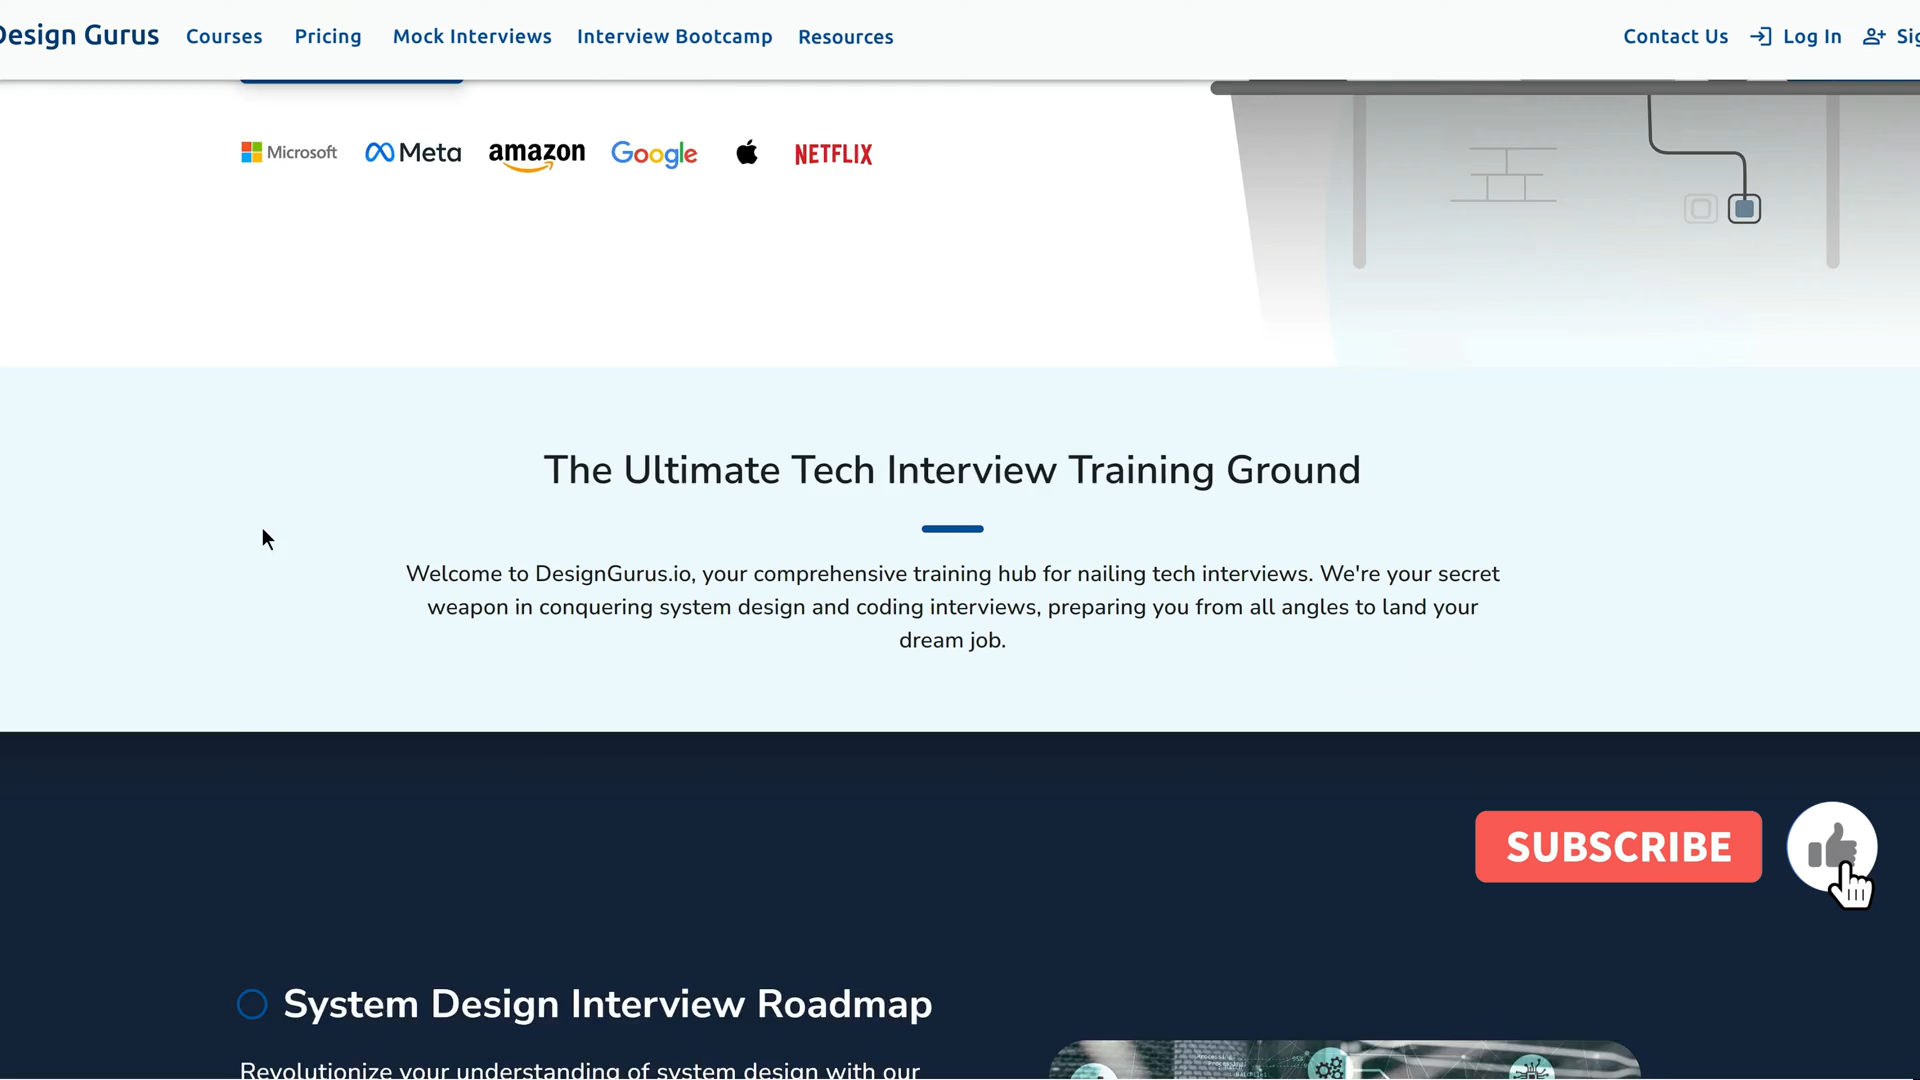 Design Gurus Courses Pricing Mock Interviews Interview Bootcamp Resources Contact Us Log In
Microsoft Meta amazon Google NETFLIX
The Ultimate Tech Interview Training Ground
Welcome to DesignGurus.io, your comprehensive training hub for nailing tech interviews. We're your secret
weapon in conquering system design and coding interviews, preparing you from all angles to land your
dream job.
SUBSCRIBE
System Design Interview Roadmap
Revolutionize your understanding of system design with our